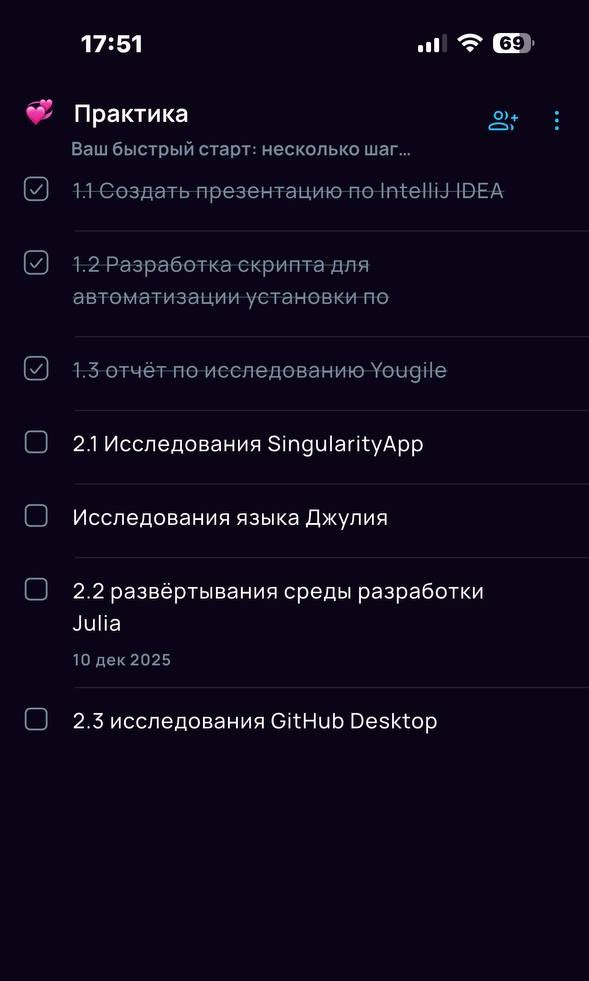 17:51
69
Практика
Ваш быстрый старт: несколько шаг...
1.1 Создать презентацию по IntelliJ IDEA
1.2 Разработка скрипта для
автоматизации установки по
1.3 отчёт по исследованию Yougile
2.1 Исследования SingularityApp
Исследования языка Джулия
2.2 развёртывания среды разработки
Julia
10 дек 2025
2.3 исследования GitHub Desktop